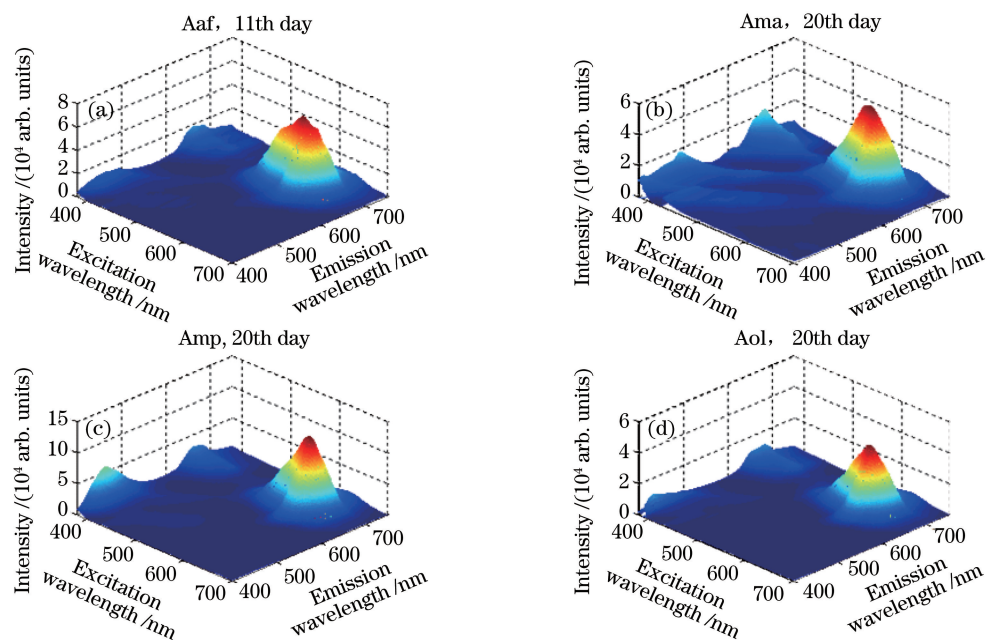 Aaf, 11th day
(a)
Intensity /(10⁴ arb. units)
8
6
4
2
0
400
500
600
700
Excitation
wavelength /nm
400
500
600
700
Emission
wavelength /nm
Ama, 20th day
(b)
Intensity /(10⁴ arb. units)
6
4
2
0
400
500
600
700
Excitation
wavelength /nm
400
500
600
700
Emission
wavelength /nm
Amp, 20th day
(c)
Intensity /(10⁴ arb. units)
15
10
5
0
400
500
600
700
Excitation
wavelength /nm
400
500
600
700
Emission
wavelength /nm
Aol, 20th day
(d)
Intensity /(10⁴ arb. units)
6
4
2
0
400
500
600
700
Excitation
wavelength /nm
400
500
600
700
Emission
wavelength /nm